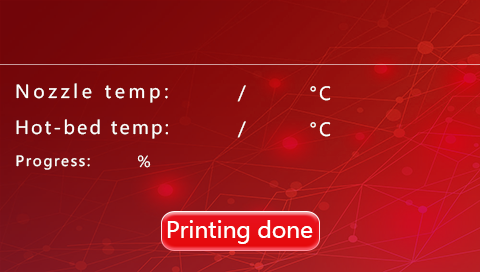 Nozzle temp: / °C
Hot-bed temp: / °C
Progress: %
Printing done